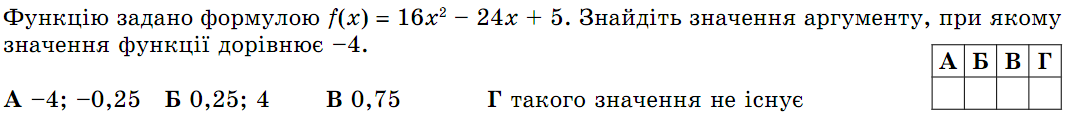 Функцію задано формулою f(x) = 16x² − 24x + 5. Знайдіть значення аргументу, при якому
значення функції дорівнює −4.
А Б В Г
А −4; −0,25 Б 0,25; 4 В 0,75 Г такого значення не існує